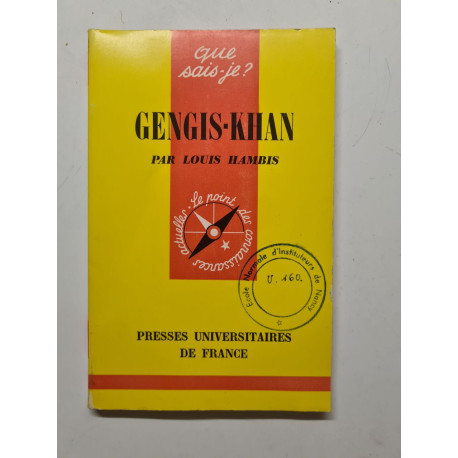 que
sais-je?
GENGIS-KHAN
PAR LOUIS HAMBIS
Le point des connaissances actuelles
Ecole Normale d'Instituteurs de Nancy
V. 160.
PRESSES UNIVERSITAIRES
DE FRANCE